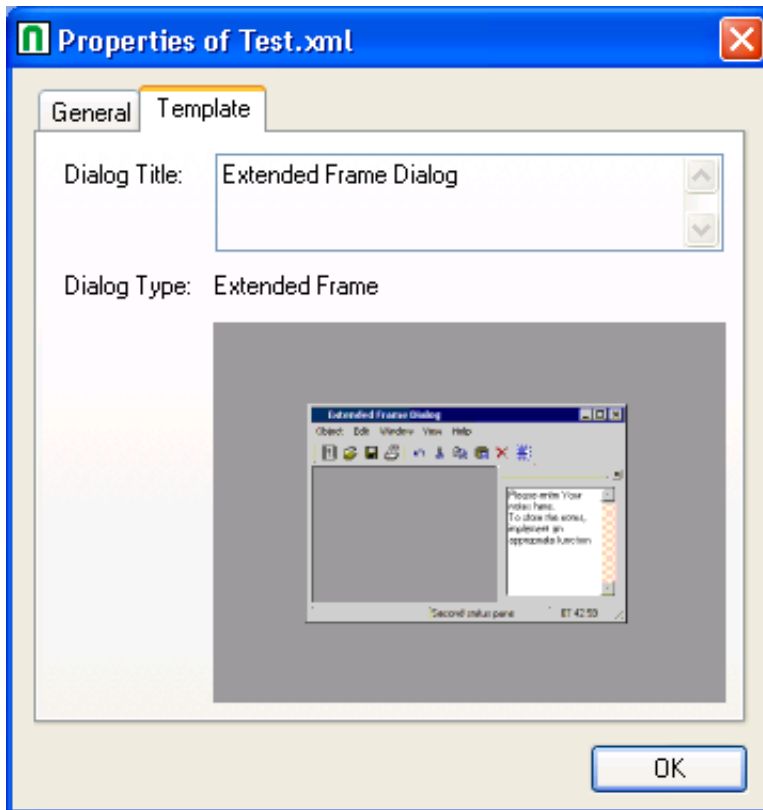 Properties of Test.xml
General Template
Dialog Title: Extended Frame Dialog
Dialog Type: Extended Frame
Extended Frame Dialog
Object Edit Window View Help
Please enter Your
notes here.
To store the notes,
implement an
appropriate function
Second status pane
OK